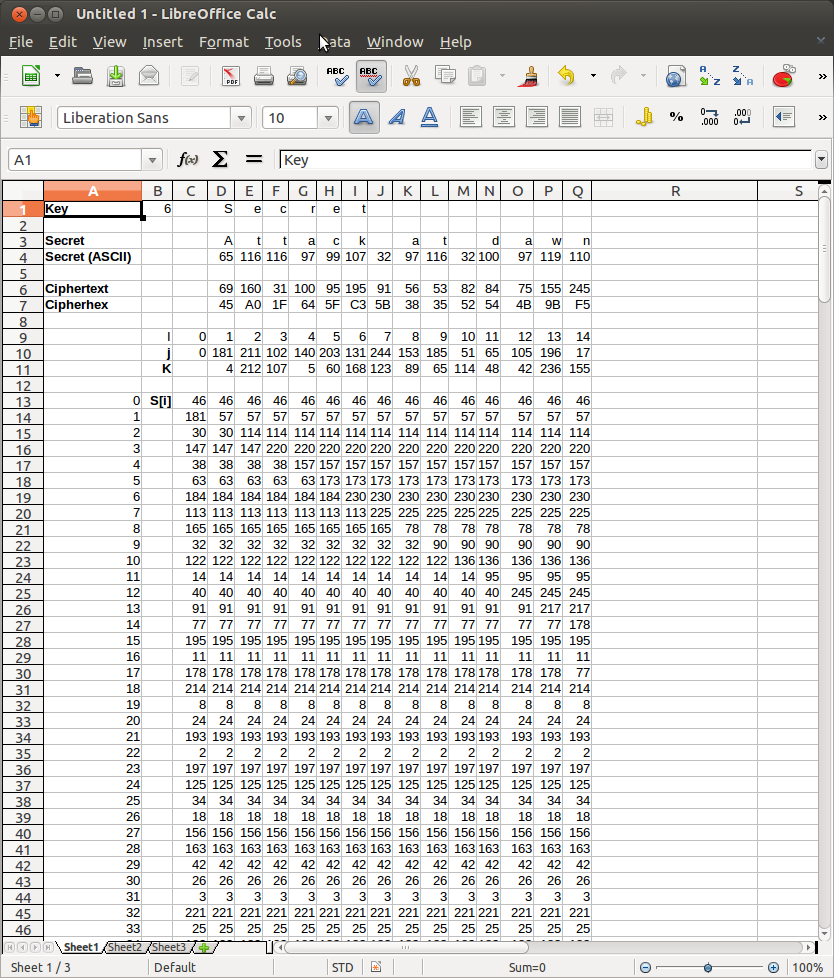 Untitled 1 - LibreOffice Calc
File Edit View Insert Format Tools Data Window Help
Liberation Sans 10
A1 Key
A B C D E F G H I J K L M N O P Q R S
1 Key 6 S e c r e t
2
3 Secret A t t a c k a t d a w n
4 Secret (ASCII) 65 116 116 97 99 107 32 97 116 32 100 97 119 110
5
6 Ciphertext 69 160 31 100 95 195 91 56 53 82 84 75 155 245
7 Cipherhex 45 A0 1F 64 5F C3 5B 38 35 52 54 4B 9B F5
8
9 I 0 1 2 3 4 5 6 7 8 9 10 11 12 13 14
10 j 0 181 211 102 140 203 131 244 153 185 51 65 105 196 17
11 K 4 212 107 5 60 168 123 89 65 114 48 42 236 155
12
13 0 S[i] 46 46 46 46 46 46 46 46 46 46 46 46 46 46 46
14 1 181 57 57 57 57 57 57 57 57 57 57 57 57 57 57
15 2 30 30 114 114 114 114 114 114 114 114 114 114 114 114 114
16 3 147 147 147 220 220 220 220 220 220 220 220 220 220 220 220
17 4 38 38 38 38 157 157 157 157 157 157 157 157 157 157 157
18 5 63 63 63 63 63 173 173 173 173 173 173 173 173 173 173
19 6 184 184 184 184 184 184 230 230 230 230 230 230 230 230 230
20 7 113 113 113 113 113 113 113 225 225 225 225 225 225 225 225
21 8 165 165 165 165 165 165 165 165 78 78 78 78 78 78 78
22 9 32 32 32 32 32 32 32 32 32 90 90 90 90 90 90
23 10 122 122 122 122 122 122 122 122 122 122 136 136 136 136 136
24 11 14 14 14 14 14 14 14 14 14 14 14 95 95 95 95
25 12 40 40 40 40 40 40 40 40 40 40 40 40 245 245 245
26 13 91 91 91 91 91 91 91 91 91 91 91 91 91 217 217
27 14 77 77 77 77 77 77 77 77 77 77 77 77 77 77 178
28 15 195 195 195 195 195 195 195 195 195 195 195 195 195 195 195
29 16 11 11 11 11 11 11 11 11 11 11 11 11 11 11 11
30 17 178 178 178 178 178 178 178 178 178 178 178 178 178 178 77
31 18 214 214 214 214 214 214 214 214 214 214 214 214 214 214 214
32 19 8 8 8 8 8 8 8 8 8 8 8 8 8 8 8
33 20 24 24 24 24 24 24 24 24 24 24 24 24 24 24 24
34 21 193 193 193 193 193 193 193 193 193 193 193 193 193 193 193
35 22 2 2 2 2 2 2 2 2 2 2 2 2 2 2 2
36 23 197 197 197 197 197 197 197 197 197 197 197 197 197 197 197
37 24 125 125 125 125 125 125 125 125 125 125 125 125 125 125 125
38 25 34 34 34 34 34 34 34 34 34 34 34 34 34 34 34
39 26 18 18 18 18 18 18 18 18 18 18 18 18 18 18 18
40 27 156 156 156 156 156 156 156 156 156 156 156 156 156 156 156
41 28 163 163 163 163 163 163 163 163 163 163 163 163 163 163 163
42 29 42 42 42 42 42 42 42 42 42 42 42 42 42 42 42
43 30 26 26 26 26 26 26 26 26 26 26 26 26 26 26 26
44 31 3 3 3 3 3 3 3 3 3 3 3 3 3 3 3
45 32 221 221 221 221 221 221 221 221 221 221 221 221 221 221 221
46 33 25 25 25 25 25 25 25 25 25 25 25 25 25 25 25
Sheet1 Sheet2 Sheet3
Sheet 1 / 3 Default STD Sum=0 100%